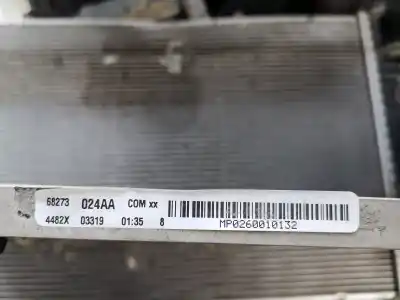 68273 024AA COM xx
4482X 03319 01:35 8
MP0260010132